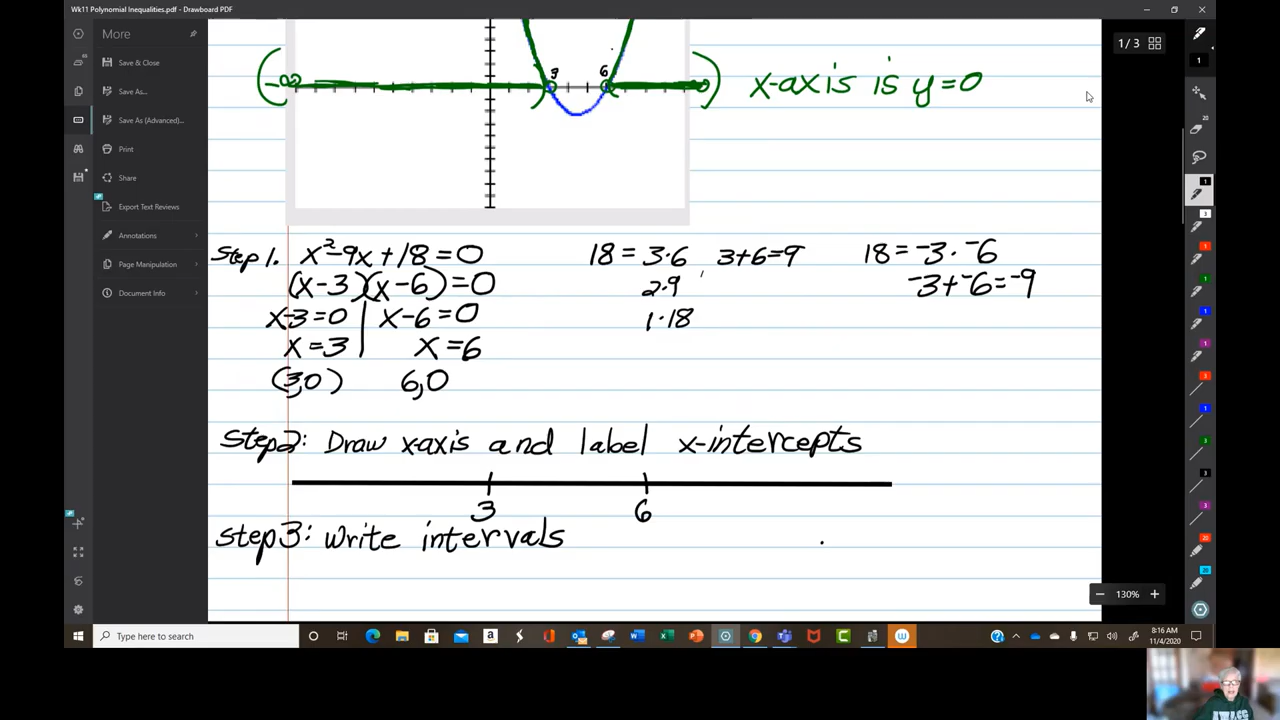 Wk11 Polynomial Inequalities.pdf - Drawboard PDF
More
Save & Close
Save As...
Save As (Advanced)...
Print
Share
Export Text Reviews
Annotations
Page Manipulation
Document Info
1 / 3
(-∞ 3) (6 ∞) x-axis is y=0
Step 1. x²-9x+18=0 18 = 3·6 3+6=9 18 = -3·-6
(x-3)(x-6)=0 2·9 -3+-6=-9
x-3=0 | x-6=0 1·18
x=3 | x=6
(3,0) 6,0
Step2: Draw x-axis and label x-intercepts
3 6
Step3: Write intervals
130%
Type here to search
8:16 AM
11/4/2020